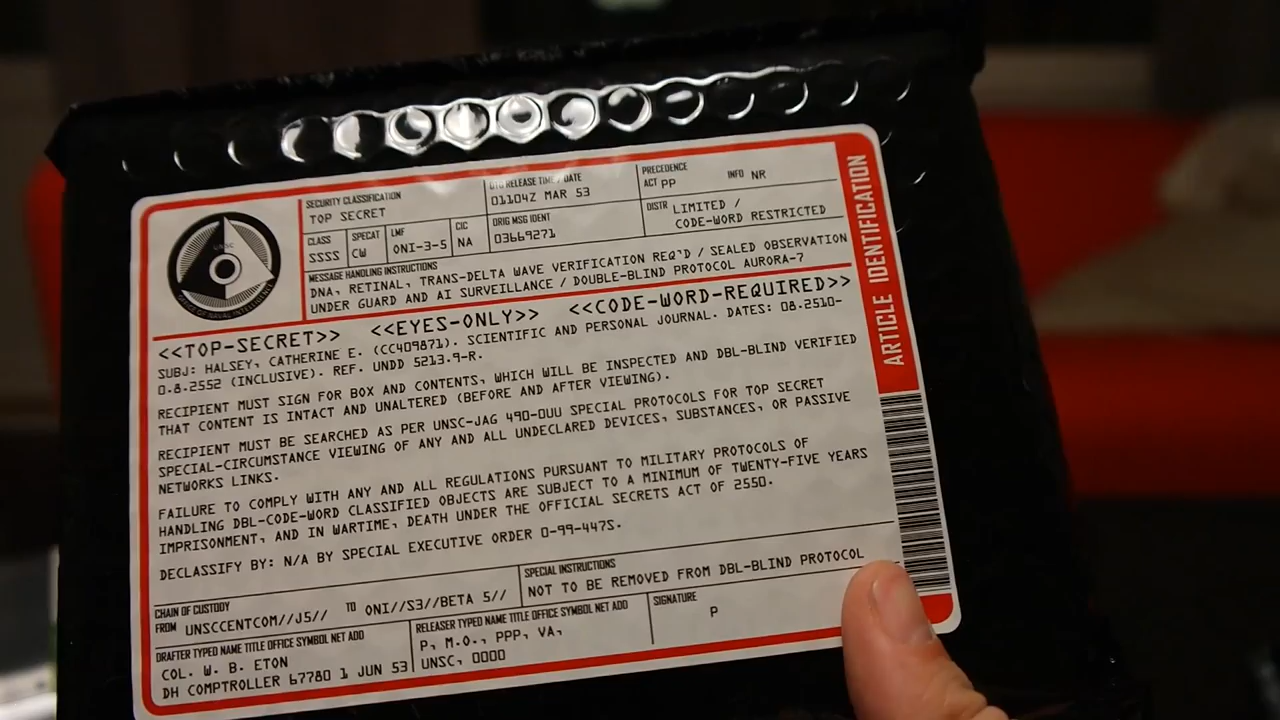 SECURITY CLASSIFICATION
TOP SECRET
DTG RELEASE TIME/DATE
01104Z MAR 53
PRECEDENCE
ACT PP INFO NR
CLASS
SSSS
SPECAT
CW
LMF
ONI-3-5
CIC
NA
ORIG MSG IDENT
03669271
DISTR LIMITED /
CODE-WORD RESTRICTED
MESSAGE HANDLING INSTRUCTIONS
DNA, RETINAL, TRANS-DELTA WAVE VERIFICATION REQ'D / SEALED OBSERVATION
UNDER GUARD AND AI SURVEILLANCE / DOUBLE-BLIND PROTOCOL AURORA-7
UNSC
OFFICE OF NAVAL INTELLIGENCE
<<TOP-SECRET>> <<EYES-ONLY>> <<CODE-WORD-REQUIRED>>
SUBJ: HALSEY, CATHERINE E. (CC409871). SCIENTIFIC AND PERSONAL JOURNAL. DATES: 08.2510-
0.8.2552 (INCLUSIVE). REF. UNDD 5213.9-R.
RECIPIENT MUST SIGN FOR BOX AND CONTENTS, WHICH WILL BE INSPECTED AND DBL-BLIND VERIFIED
THAT CONTENT IS INTACT AND UNALTERED (BEFORE AND AFTER VIEWING).
RECIPIENT MUST BE SEARCHED AS PER UNSC-JAG 490-OUU SPECIAL PROTOCOLS FOR TOP SECRET
SPECIAL-CIRCUMSTANCE VIEWING OF ANY AND ALL UNDECLARED DEVICES, SUBSTANCES, OR PASSIVE
NETWORKS LINKS.
FAILURE TO COMPLY WITH ANY AND ALL REGULATIONS PURSUANT TO MILITARY PROTOCOLS OF
HANDLING DBL-CODE-WORD CLASSIFIED OBJECTS ARE SUBJECT TO A MINIMUM OF TWENTY-FIVE YEARS
IMPRISONMENT, AND IN WARTIME, DEATH UNDER THE OFFICIAL SECRETS ACT OF 2550.
DECLASSIFY BY: N/A BY SPECIAL EXECUTIVE ORDER 0-99-447S.
CHAIN OF CUSTODY
FROM UNSCCENTCOM//J5// TO ONI//S3//BETA 5//
SPECIAL INSTRUCTIONS
NOT TO BE REMOVED FROM DBL-BLIND PROTOCOL
DRAFTER TYPED NAME TITLE OFFICE SYMBOL NET ADD
COL. W. B. ETON
DH COMPTROLLER 67780 1 JUN 53
RELEASER TYPED NAME TITLE OFFICE SYMBOL NET ADD
P, M.O., PPP, VA,
UNSC, 0000
SIGNATURE
P
ARTICLE IDENTIFICATION